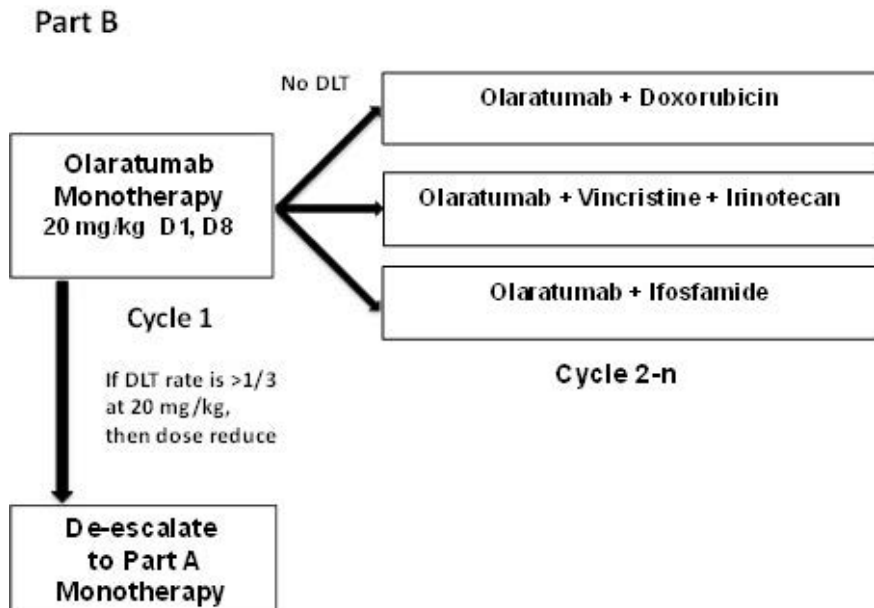 Part B
No DLT
Olaratumab + Doxorubicin
Olaratumab
Monotherapy
20 mg/kg D1, D8
Olaratumab + Vincristine + Irinotecan
Olaratumab + Ifosfamide
Cycle 1
Cycle 2-n
If DLT rate is >1/3
at 20 mg/kg,
then dose reduce
De-escalate
to Part A
Monotherapy